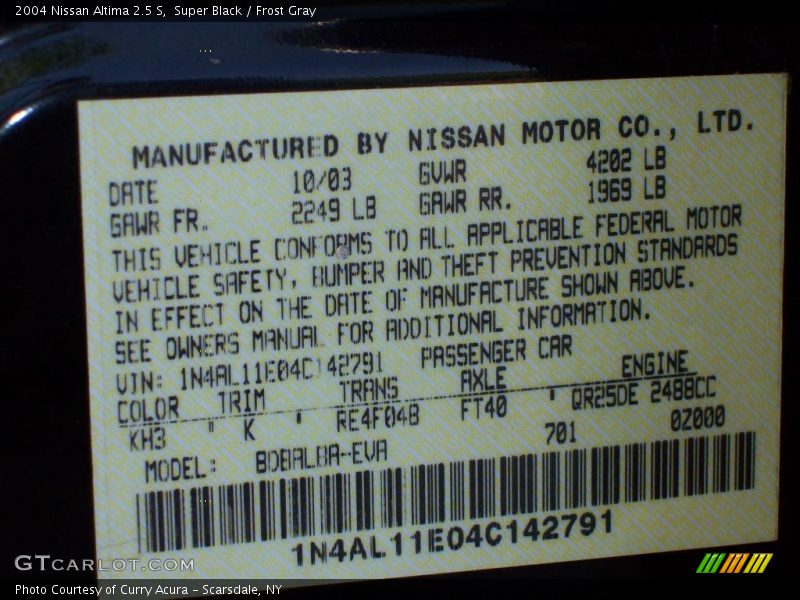 2004 Nissan Altima 2.5 S, Super Black / Frost Gray
MANUFACTURED BY NISSAN MOTOR CO., LTD.
DATE 10/03 GVWR 4202 LB
GAWR FR. 2249 LB GAWR RR. 1969 LB
THIS VEHICLE CONFORMS TO ALL APPLICABLE FEDERAL MOTOR
VEHICLE SAFETY, BUMPER AND THEFT PREVENTION STANDARDS
IN EFFECT ON THE DATE OF MANUFACTURE SHOWN ABOVE.
SEE OWNERS MANUAL FOR ADDITIONAL INFORMATION.
VIN: 1N4AL11E04C142791 PASSENGER CAR
COLOR TRIM TRANS AXLE ENGINE
KH3 " K ' RE4F04B FT40 ' QR25DE 2488CC
701 0Z000
MODEL: BDBALBA-EVA
1N4AL11E04C142791
GTCARLOT.COM
Photo Courtesy of Curry Acura - Scarsdale, NY